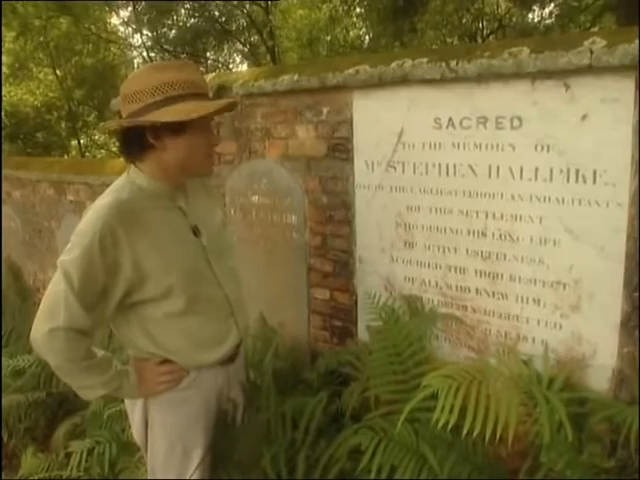 SACRED
TO THE MEMORY OF
MR STEPHEN HALLPIKE,
ONE OF THE EARLIEST EUROPEAN INHABITANTS
OF THIS SETTLEMENT
WHO DURING HIS LONG LIFE
OF ACTIVE USEFULNESS,
ACQUIRED THE HIGH RESPECT
OF ALL WHO KNEW HIM
REGRETTED